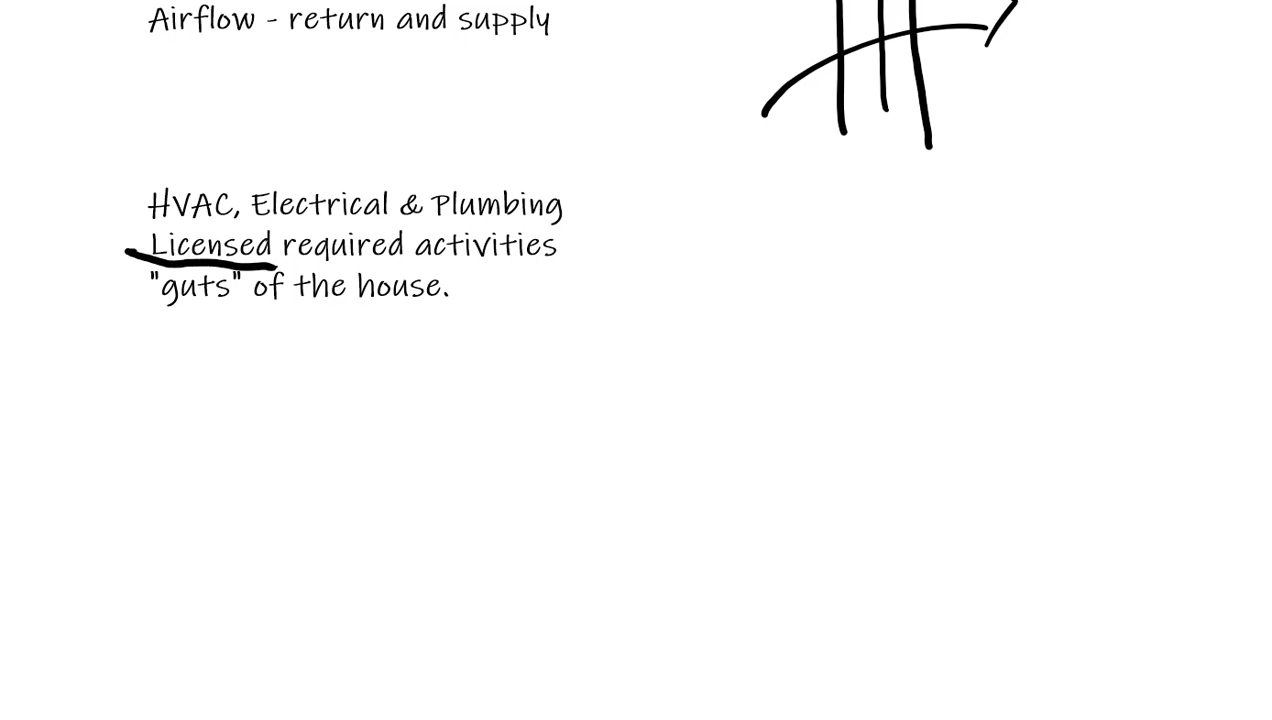 Airflow - return and supply
HVAC, Electrical & Plumbing
Licensed required activities
"guts" of the house.